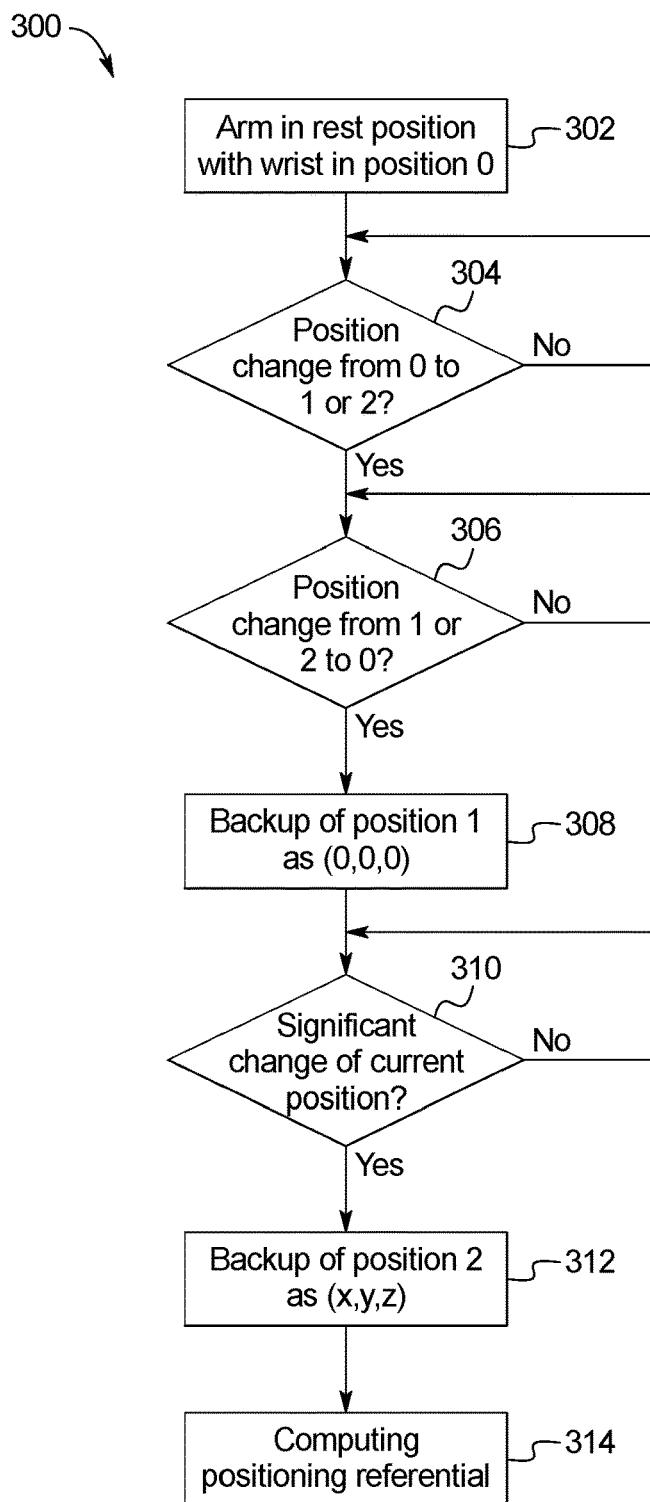 300
Arm in rest position
with wrist in position 0
302
304
Position
change from 0 to
1 or 2?
No
Yes
306
Position
change from 1 or
2 to 0?
No
Yes
Backup of position 1
as (0,0,0)
308
310
Significant
change of current
position?
No
Yes
Backup of position 2
as (x,y,z)
312
Computing
positioning referential
314